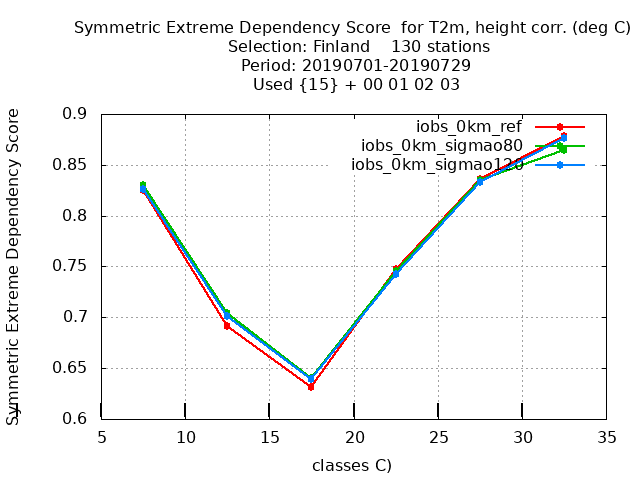 Symmetric Extreme Dependency Score for T2m, height corr. (deg C)
Selection: Finland 130 stations
Period: 20190701-20190729
Used {15} + 00 01 02 03
Symmetric Extreme Dependency Score
0.9
0.85
0.8
0.75
0.7
0.65
0.6
iobs_0km_ref
iobs_0km_sigmao80
iobs_0km_sigmao120
5
10
15
20
25
30
35
classes C)